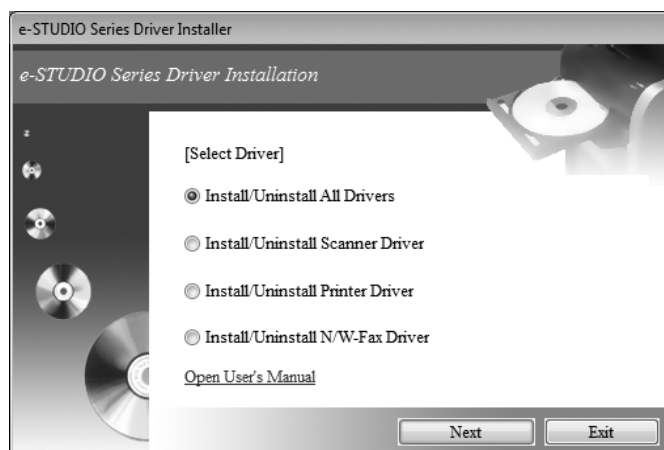 e-STUDIO Series Driver Installer
e-STUDIO Series Driver Installation
[Select Driver]
Install/Uninstall All Drivers
Install/Uninstall Scanner Driver
Install/Uninstall Printer Driver
Install/Uninstall N/W-Fax Driver
Open User's Manual
Next Exit